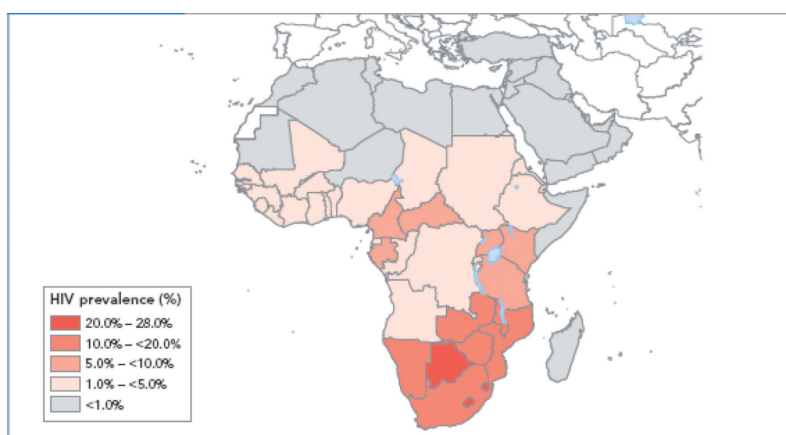 HIV prevalence (%)
20.0% – 28.0%
10.0% – <20.0%
5.0% – <10.0%
1.0% – <5.0%
<1.0%